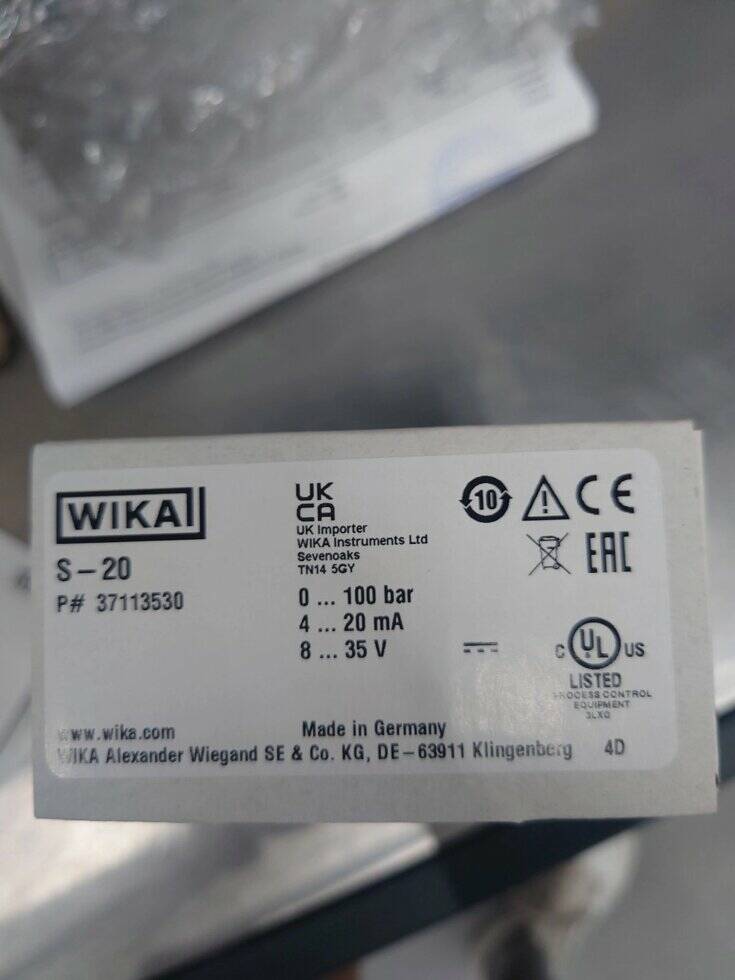 WIKA
S-20
P# 37113530
UK
CA
UK Importer
WIKA Instruments Ltd
Sevenoaks
TN14 5GY
0 ... 100 bar
4 ... 20 mA
8 ... 35 V
10
CE
EAC
C UL US
LISTED
PROCESS CONTROL
EQUIPMENT
www.wika.com
Made in Germany
WIKA Alexander Wiegand SE & Co. KG, DE-63911 Klingenberg 4D